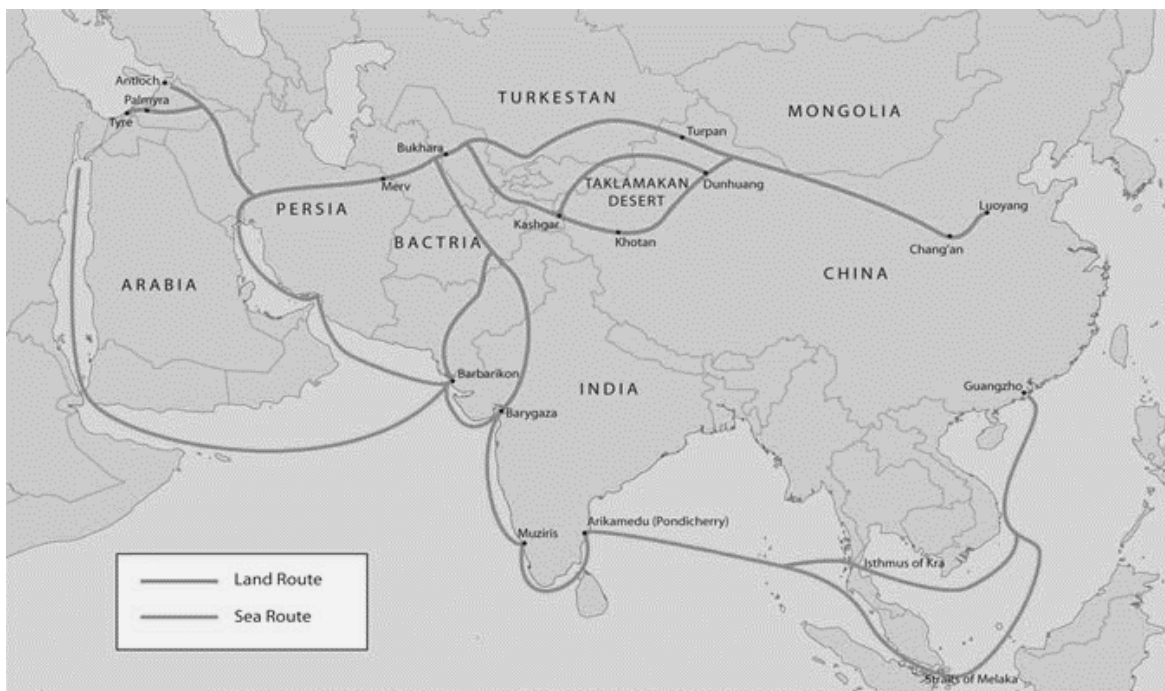 Antloch
Palmyra
Tyre
TURKESTAN
MONGOLIA
Bukhara
Turpan
Merv
TAKLAMAKAN
DESERT
Dunhuang
PERSIA
Kashgar
Khotan
Luoyang
Chang'an
BACTRIA
ARABIA
CHINA
Barbarikon
INDIA
Guangzho
Barygaza
Muziris
Arikamedu (Pondicherry)
Isthmus of Kra
Land Route
Sea Route
Straits of Melaka